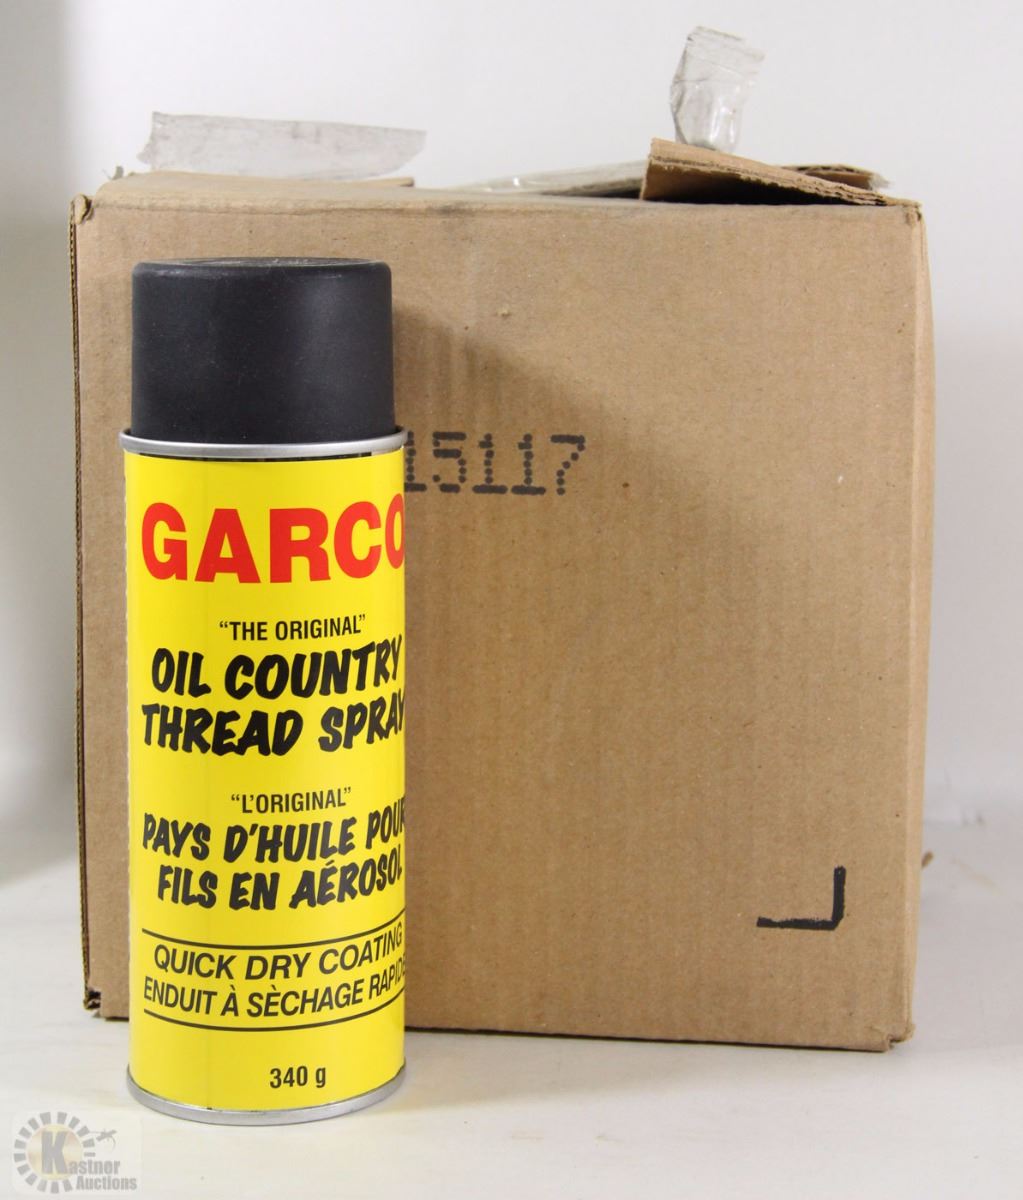 15117
GARCO
"THE ORIGINAL"
OIL COUNTRY
THREAD SPRAY
"L'ORIGINAL"
PAYS D'HUILE POUR
FILS EN AÉROSOL
QUICK DRY COATING
ENDUIT À SÈCHAGE RAPIDE
340 g
Kastner
Auctions